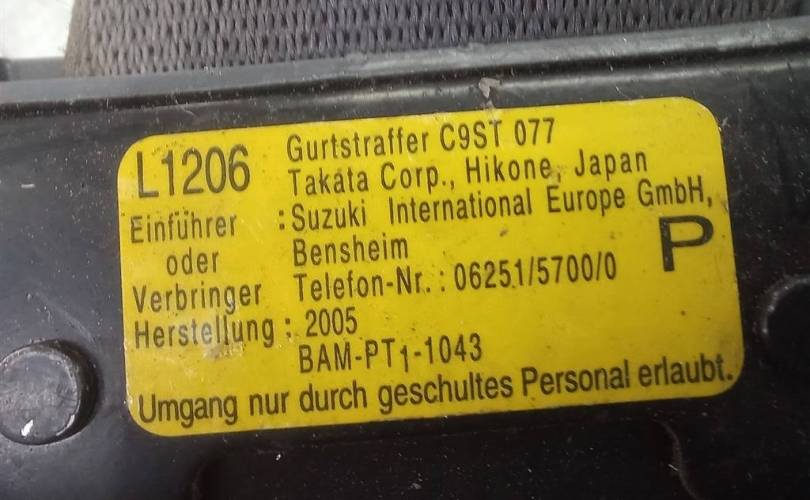 L1206 Gurtstraffer C9ST 077
Takata Corp., Hikone, Japan
Einführer :Suzuki International Europe GmbH,
oder Bensheim P
Verbringer Telefon-Nr.: 06251/5700/0
Herstellung: 2005
BAM-PT1-1043
Umgang nur durch geschultes Personal erlaubt.